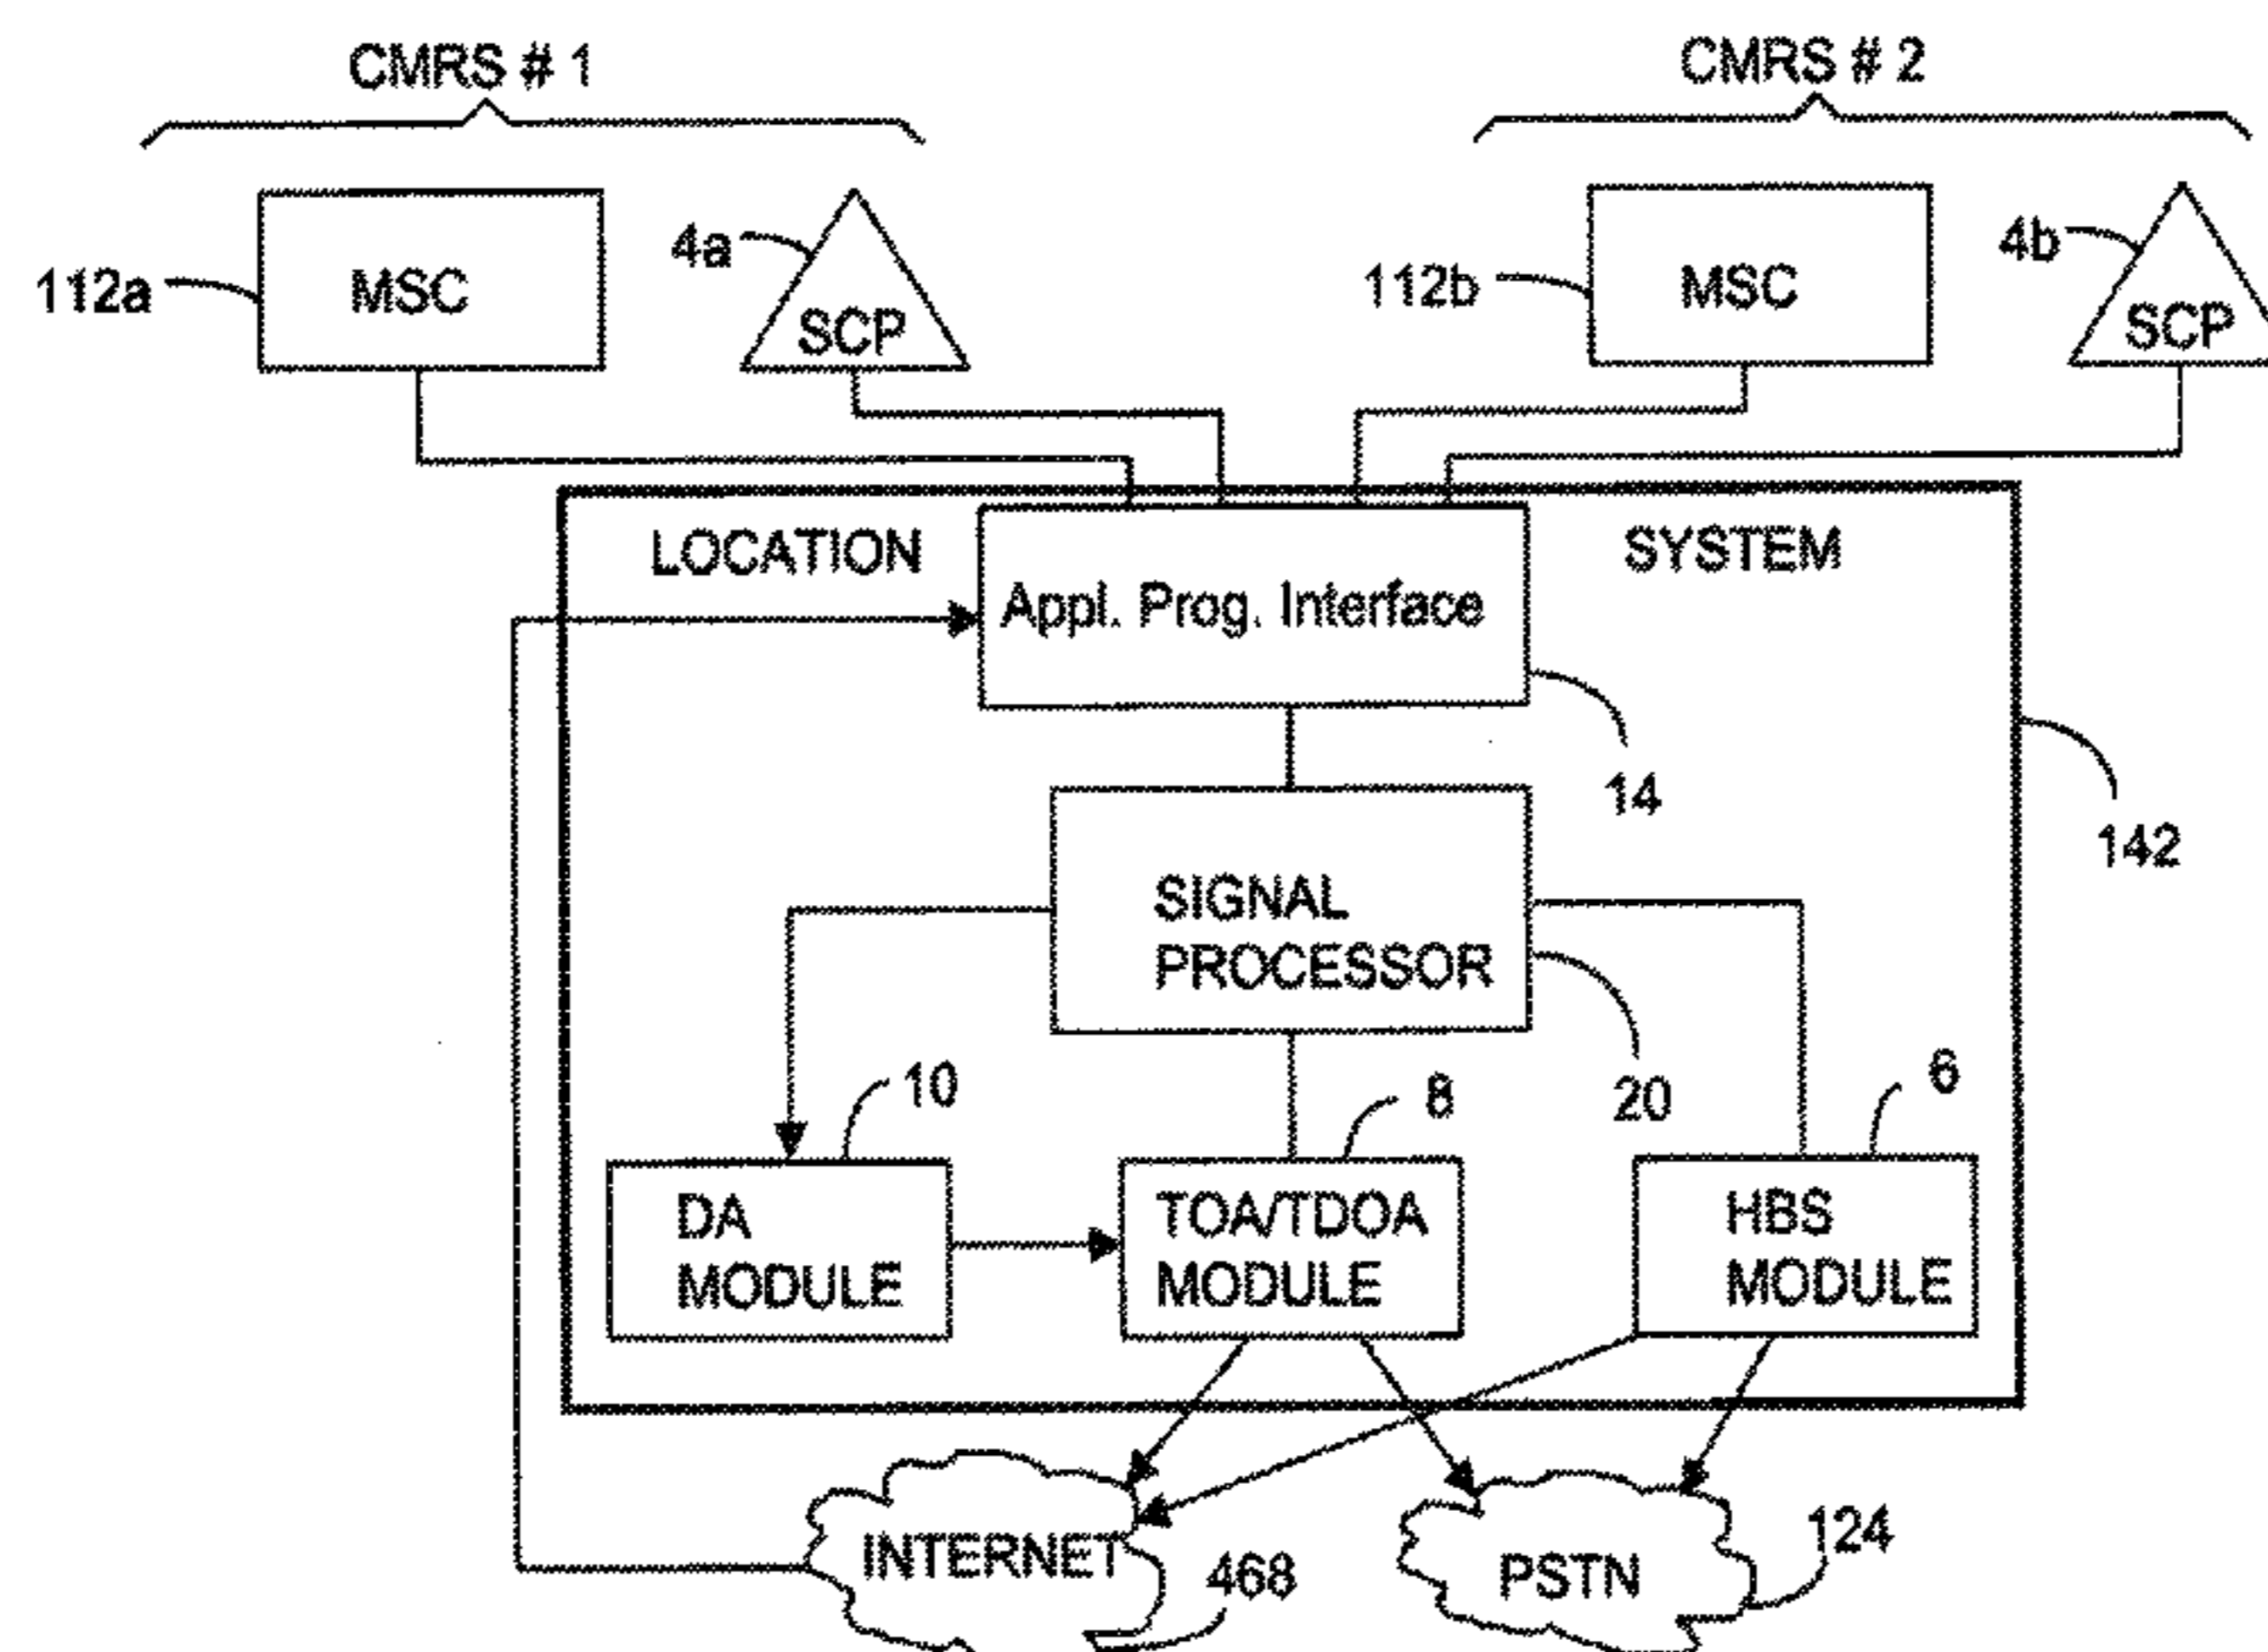 CMRS # 1
CMRS # 2
112a
MSC
4a
SCP
112b
MSC
4b
SCP
LOCATION
SYSTEM
Appl. Prog. Interface
14
142
SIGNAL
PROCESSOR
20
10
8
6
DA
MODULE
TOA/TDOA
MODULE
HBS
MODULE
INTERNET
468
PSTN
124